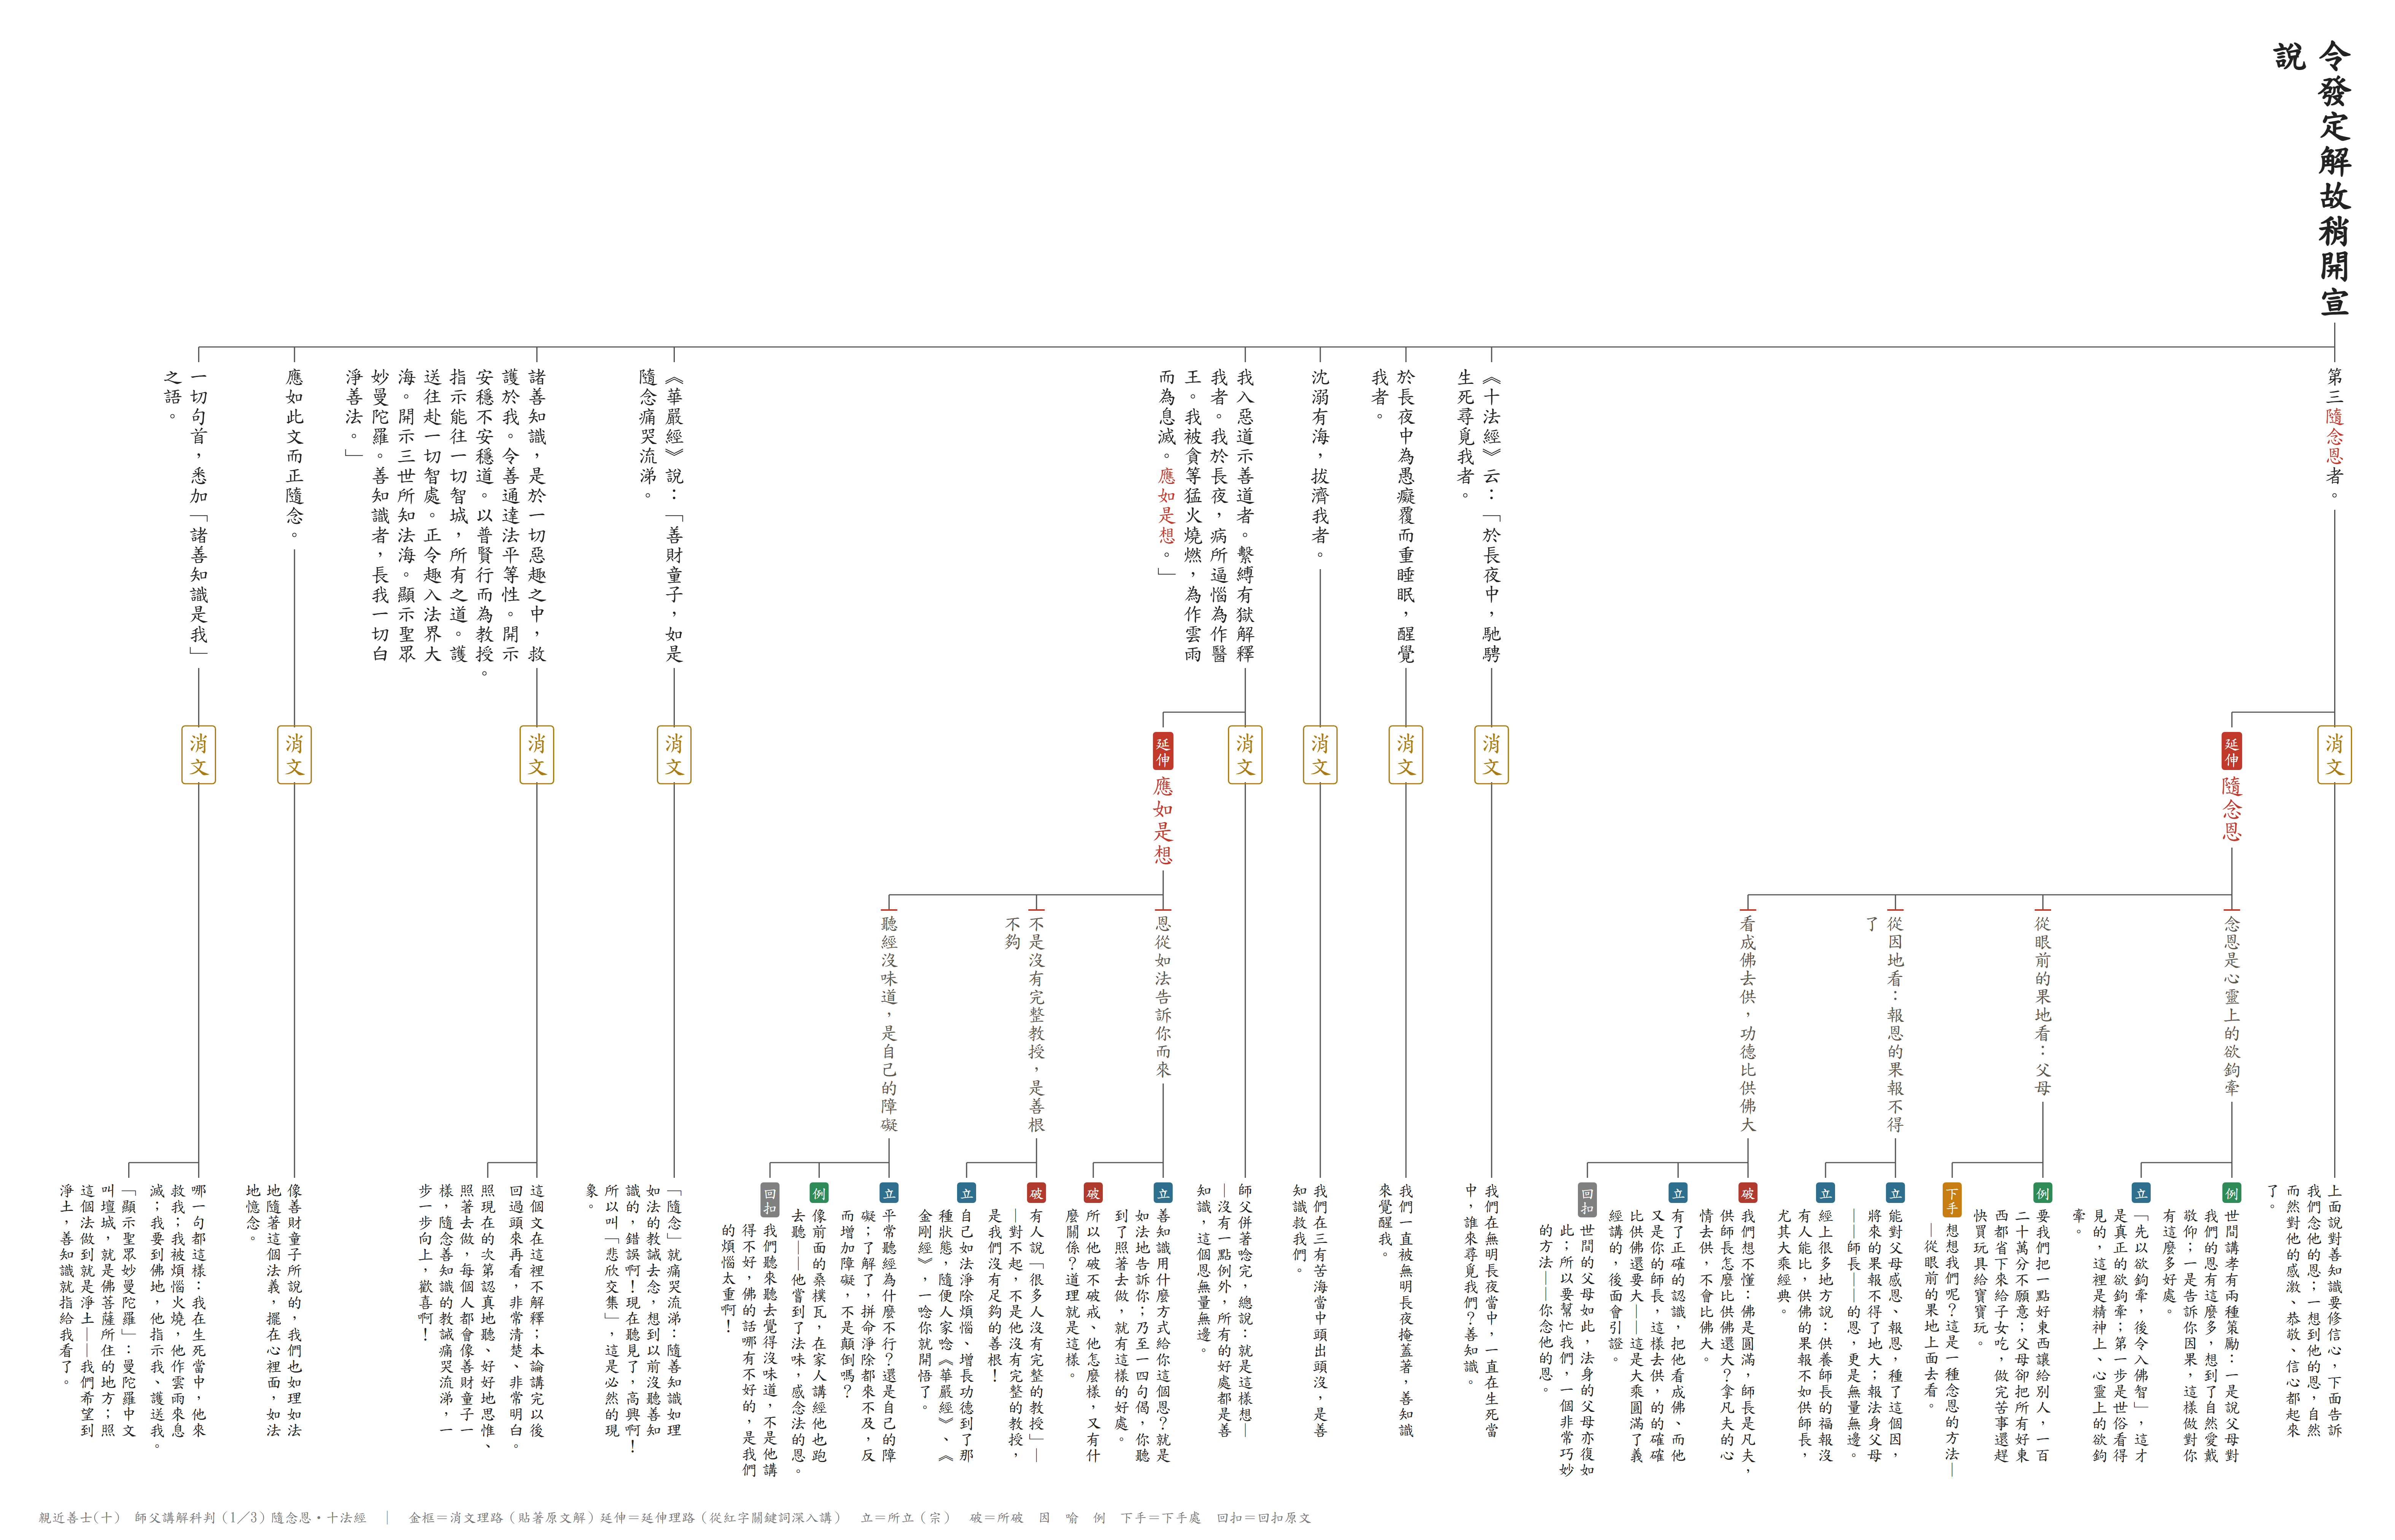 令發定解故稍開宣
說
第三隨念恩者。
消文
上面說對善知識要修信心，下面告訴
我們念他的恩；一想到他的恩，自然
而然對他的感激、恭敬、信心都起來
了。
延伸
隨念恩
念恩是心靈上的欲鉤牽
例
世間講孝有兩種策勵：一是說父母對
我們的恩有這麼多，想到了自然愛戴
敬仰；一是告訴你因果，這樣做對你
有這麼多好處。
立
「先以欲鉤牽，後令入佛智」，這才
是真正的欲鉤牽；第一步是世俗看得
見的，這裡是精神上、心靈上的欲鉤
牽。
從眼前的果地看：父母
例
要我們把一點好東西讓給別人，一百
二十萬分不願意；父母卻把所有好東
西都省下來給子女吃，做完苦事還趕
快買玩具給寶寶玩。
下手
想想我們呢？這是一種念恩的方法—
—從眼前的果地上面去看。
從因地看：報恩的果報不得
了
立
能對父母感恩、報恩，種了這個因，
將來的果報不得了地大；報法身父母
——師長——的恩，更是無量無邊。
立
經上很多地方說：供養師長的福報沒
有人能比，供佛的果報不如供師長，
尤其大乘經典。
看成佛去供，功德比供佛大
破
我們想不懂：佛是圓滿，師長是凡夫，
供師長怎麼比供佛還大？拿凡夫的心
情去供，不會比佛大。
立
有了正確的認識，把他看成佛、而他
又是你的師長，這樣去供，的的確確
比供佛還要大——這是大乘圓滿了義
經講的，後面會引證。
回扣
世間的父母如此，法身的父母亦復如
此；所以要幫忙我們，一個非常巧妙
的方法——你念他的恩。
《十法經》云：「於長夜中，馳騁
生死尋覓我者。
消文
我們在無明長夜當中，一直在生死當
中，誰來尋覓我們？善知識。
於長夜中為愚癡覆而重睡眠，醒覺
我者。
消文
我們一直被無明長夜掩蓋著，善知識
來覺醒我。
沈溺有海，拔濟我者。
消文
我們在三有苦海當中頭出頭沒，是善
知識救我們。
我入惡道示善道者。繫縛有獄解釋
我者。我於長夜，病所逼惱為作醫
王。我被貪等猛火燒燃，為作雲雨
而為息滅。應如是想。」
消文
師父併著唸完，總說：就是這樣想—
—沒有一點例外，所有的好處都是善
知識，這個恩無量無邊。
延伸
應如是想
恩從如法告訴你而來
立
善知識用什麼方式給你這個恩？就是
如法地告訴你；乃至一四句偈，你聽
到了照著去做，就有這樣的好處。
破
所以他破不破戒、他怎麼樣，又有什
麼關係？道理就是這樣。
不是沒有完整教授，是善根
不夠
破
有人說「很多人沒有完整的教授」—
—對不起，不是他沒有完整的教授，
是我們沒有足夠的善根！
立
自己如法淨除煩惱、增長功德到了那
種狀態，隨便人家唸《華嚴經》、《
金剛經》，一唸你就開悟了。
聽經沒味道，是自己的障礙
立
平常聽經為什麼不行？還是自己的障
礙；了解了，拼命淨除都來不及，反
而增加障礙，不是顛倒嗎？
例
像前面的桑樸瓦，在家人講經他也跑
去聽——他嘗到了法味，感念法的恩。
回扣
我們聽來聽去覺得沒味道，不是他講
得不好，佛的話哪有不好的，是我們
的煩惱太重啊！
《華嚴經》說：「善財童子，如是
隨念痛哭流涕。
消文
「隨念」就痛哭流涕：隨善知識如理
如法的教誡去念，想到以前沒聽善知
識的，錯誤啊！現在聽見了，高興啊！
所以叫「悲欣交集」，這是必然的現
象。
諸善知識，是於一切惡趣之中，救
護於我。令善通達法平等性。開示
安穩不安穩道。以普賢行而為教授。
指示能往一切智城，所有之道。護
送往赴一切智處。正令趣入法界大
海。開示三世所知法海。顯示聖眾
妙曼陀羅。善知識者，長我一切白
淨善法。」
消文
這個文在這裡不解釋；本論講完以後
回過頭來再看，非常清楚、非常明白。
照現在的次第認真地聽、好好地思惟、
照著去做，每個人都會像善財童子一
樣，隨念善知識的教誡痛哭流涕，一
步一步向上，歡喜啊！
應如此文而正隨念。
消文
像善財童子所說的，我們也如理如法
地隨著這個法義，擺在心裡面，如法
地憶念。
一切句首，悉加「諸善知識是我」
之語。
消文
哪一句都這樣：我在生死當中，他來
救我；我被煩惱火燒，他作雲雨來息
滅；我要到佛地，他指示我、護送我。
「顯示聖眾妙曼陀羅」：曼陀羅中文
叫壇城，就是佛菩薩所住的地方；照
這個法做到就是淨土——我們希望到
淨土，善知識就指給我看了。
親近善士(十)　師父講解科判（1／3）隨念恩・十法經　｜　金框＝消文理路（貼著原文解）延伸＝延伸理路（從紅字關鍵詞深入講）　立＝所立（宗）　破＝所破　因　喻　例　下手＝下手處　回扣＝回扣原文